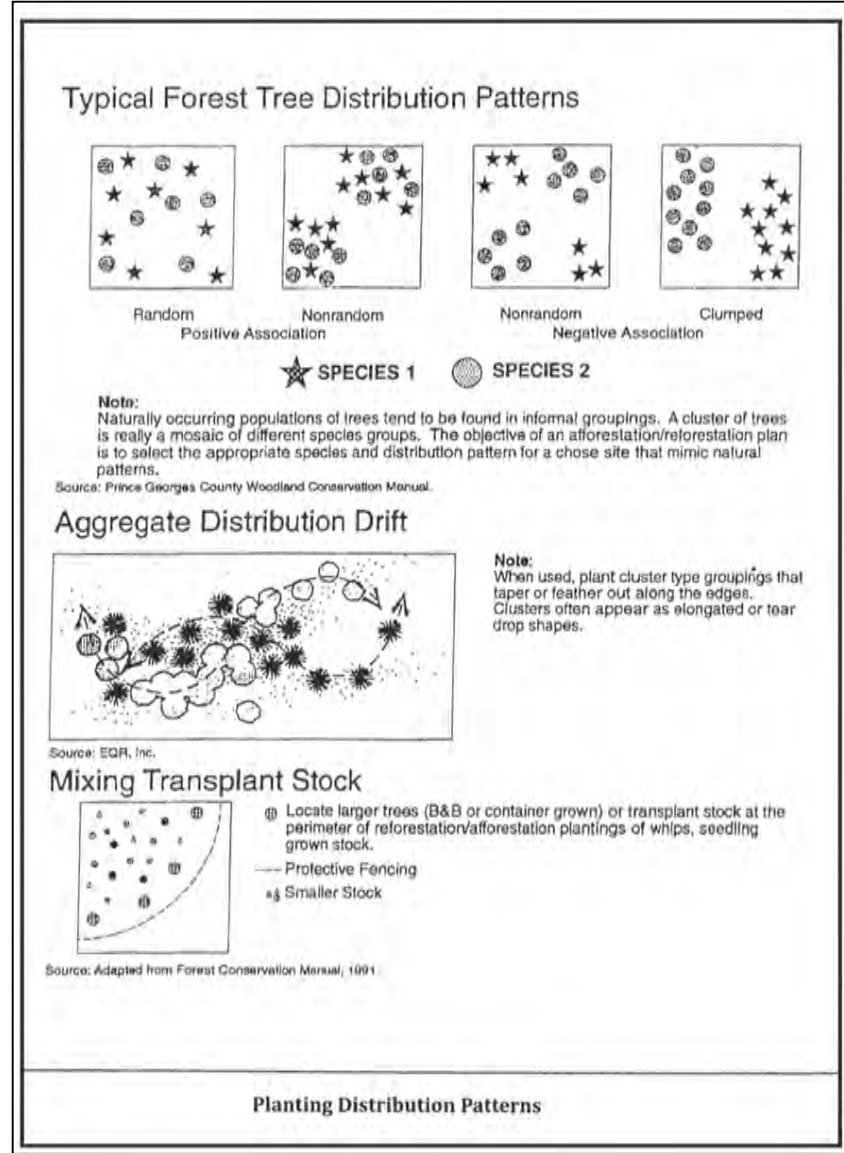 Typical Forest Tree Distribution Patterns
Random
Nonrandom
Nonrandom
Clumped
Positive Association
Negative Association
SPECIES 1
SPECIES 2
Note:
Naturally occurring populations of trees tend to be found in informal groupings. A cluster of trees
is really a mosaic of different species groups. The objective of an afforestation/reforestation plan
is to select the appropriate species and distribution pattern for a chose site that mimic natural
patterns.
Source: Prince Georges County Woodland Conservation Manual.
Aggregate Distribution Drift
Note:
When used, plant cluster type groupings that
taper or feather out along the edges.
Clusters often appear as elongated or tear
drop shapes.
Source: EQR, Inc.
Mixing Transplant Stock
Locate larger trees (B&B or container grown) or transplant stock at the
perimeter of reforestation/afforestation plantings of whips, seedling
grown stock.
Protective Fencing
Smaller Stock
Source: Adapted from Forest Conservation Manual, 1991
Planting Distribution Patterns